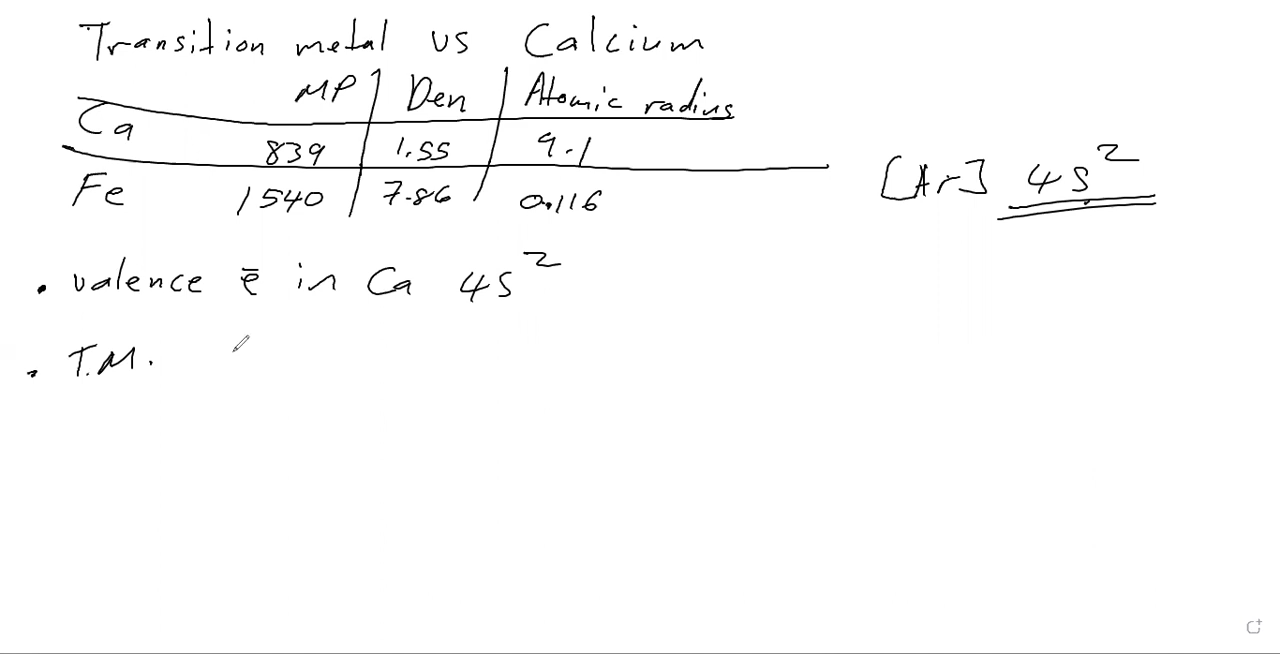 Transition metal vs Calcium
MP Den Atomic radius
Ca 839 1.55 9.1
Fe 1540 7.86 0.116
[Ar] 4s²
• valence ē in Ca 4s²
• T.M.